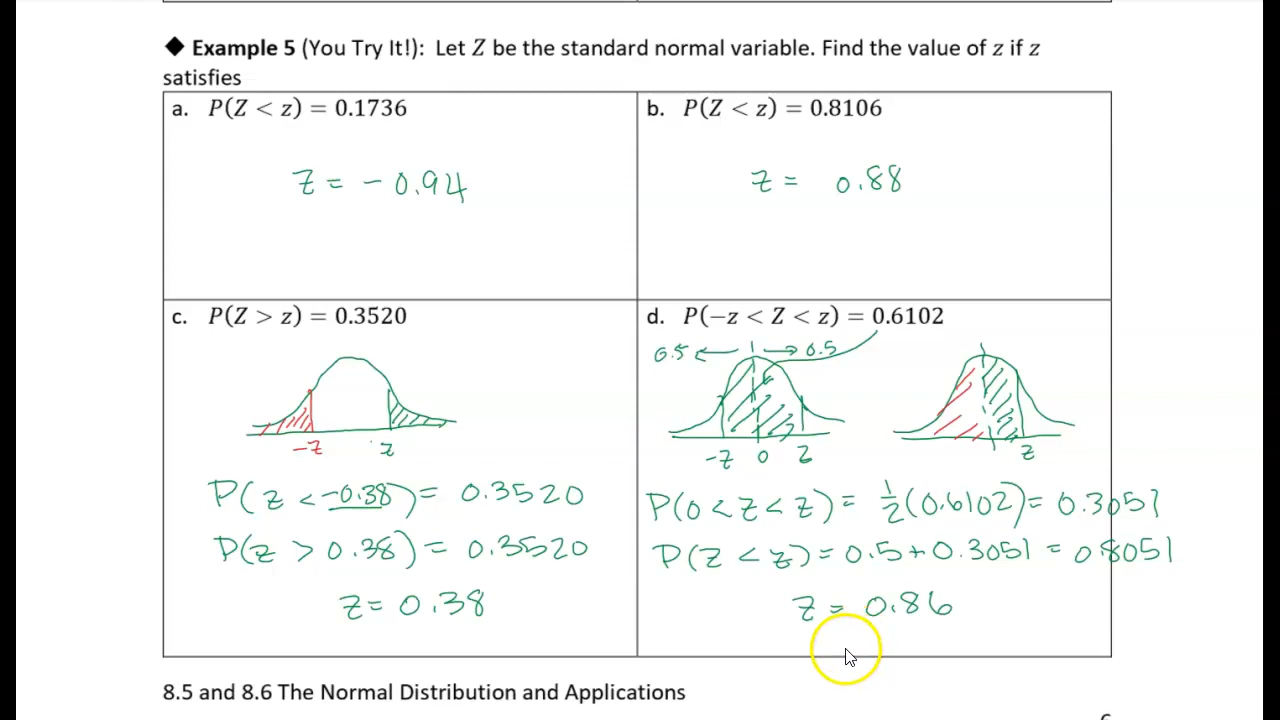 ◆ Example 5 (You Try It!): Let Z be the standard normal variable. Find the value of z if z
satisfies
a. P(Z < z) = 0.1736
z = -0.94
b. P(Z < z) = 0.8106
z = 0.88
c. P(Z > z) = 0.3520
-z z
P(z < -0.38) = 0.3520
P(z > 0.38) = 0.3520
z = 0.38
d. P(-z < Z < z) = 0.6102
0.5 ← → 0.5
-z 0 z z
P(0 < z < z) = 1/2 (0.6102) = 0.3051
P(Z < z) = 0.5 + 0.3051 = 0.8051
z = 0.86
8.5 and 8.6 The Normal Distribution and Applications